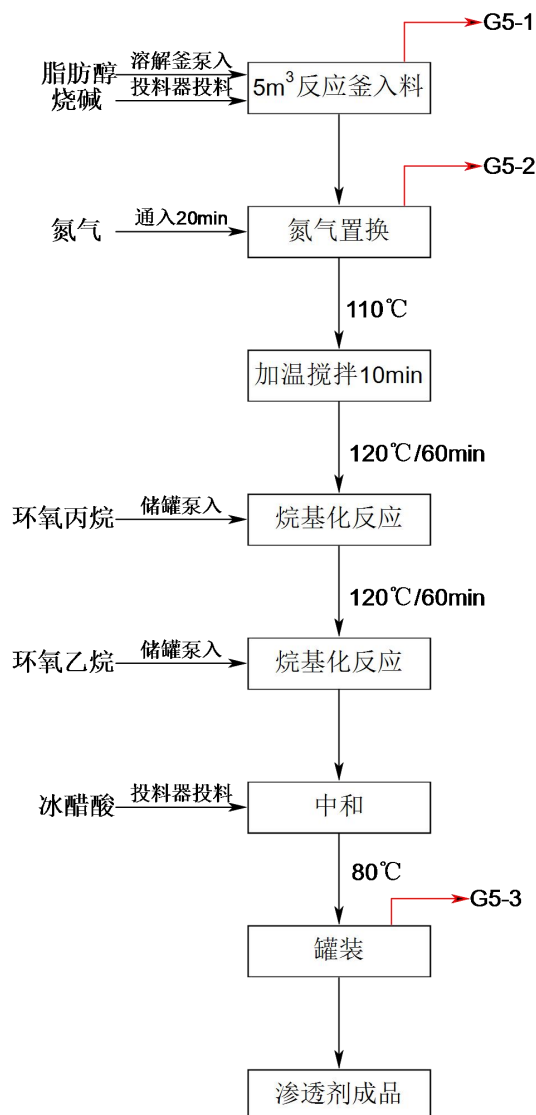 G5-1
脂肪醇
溶解釜泵入
烧碱
投料器投料
5m³反应釜入料
G5-2
氮气
通入20min
氮气置换
110℃
加温搅拌10min
120℃/60min
环氧丙烷
储罐泵入
烷基化反应
120℃/60min
环氧乙烷
储罐泵入
烷基化反应
冰醋酸
投料器投料
中和
80℃
G5-3
罐装
渗透剂成品